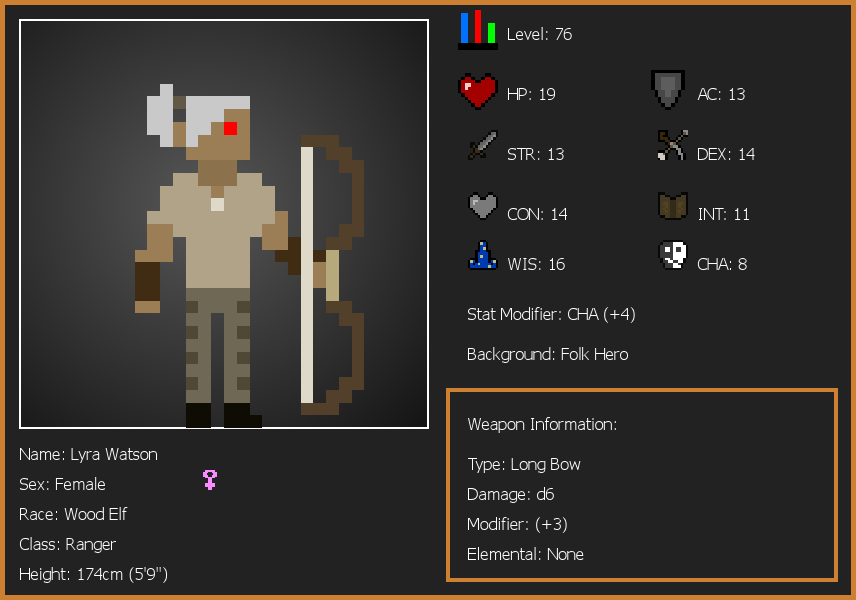 Level: 76
HP: 19
AC: 13
STR: 13
DEX: 14
CON: 14
INT: 11
WIS: 16
CHA: 8
Stat Modifier: CHA (+4)
Background: Folk Hero
Weapon Information:
Type: Long Bow
Damage: d6
Modifier: (+3)
Elemental: None
Name: Lyra Watson
Sex: Female
Race: Wood Elf
Class: Ranger
Height: 174cm (5'9")